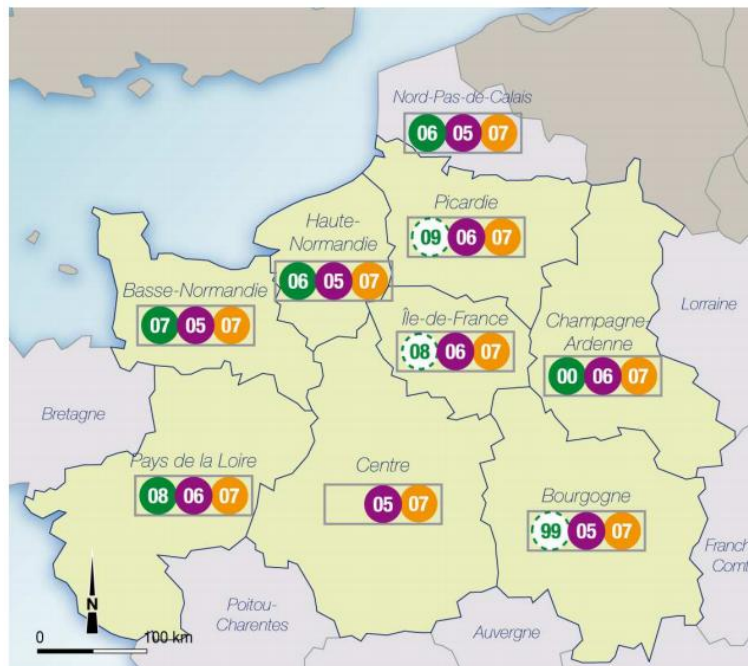 Nord-Pas-de-Calais
06 05 07
Picardie
09 06 07
Haute-
Normandie
06 05 07
Basse-Normandie
07 05 07
Île-de-France
08 06 07
Champagne-
Ardenne
00 06 07
Lorraine
Bretagne
Pays de la Loire
08 06 07
Centre
05 07
Bourgogne
99 05 07
Franch
Comt
Poitou-
Charentes
Auvergne
N
0 100 km